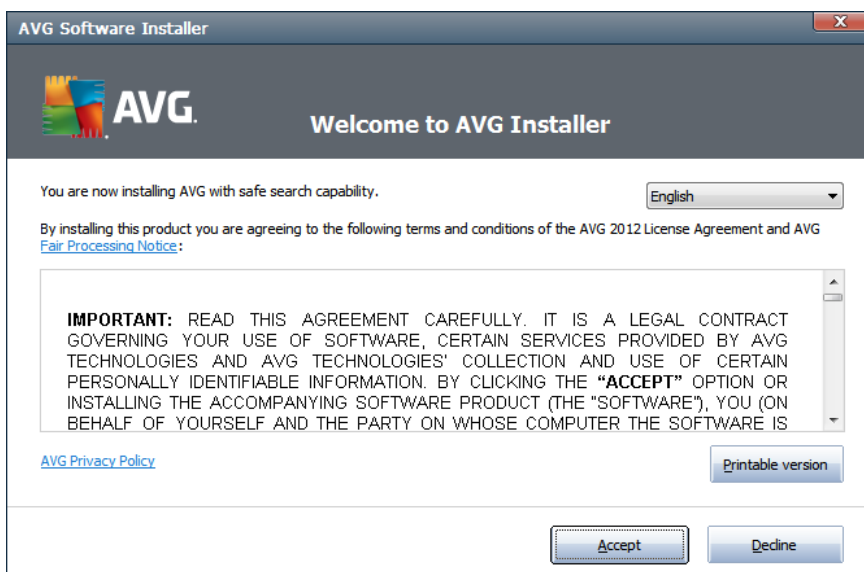 AVG Software Installer
AVG.
Welcome to AVG Installer
You are now installing AVG with safe search capability.
English
By installing this product you are agreeing to the following terms and conditions of the AVG 2012 License Agreement and AVG
Fair Processing Notice:
IMPORTANT: READ THIS AGREEMENT CAREFULLY. IT IS A LEGAL CONTRACT
GOVERNING YOUR USE OF SOFTWARE, CERTAIN SERVICES PROVIDED BY AVG
TECHNOLOGIES AND AVG TECHNOLOGIES' COLLECTION AND USE OF CERTAIN
PERSONALLY IDENTIFIABLE INFORMATION. BY CLICKING THE “ACCEPT” OPTION OR
INSTALLING THE ACCOMPANYING SOFTWARE PRODUCT (THE "SOFTWARE"), YOU (ON
BEHALF OF YOURSELF AND THE PARTY ON WHOSE COMPUTER THE SOFTWARE IS
AVG Privacy Policy
Printable version
Accept
Decline